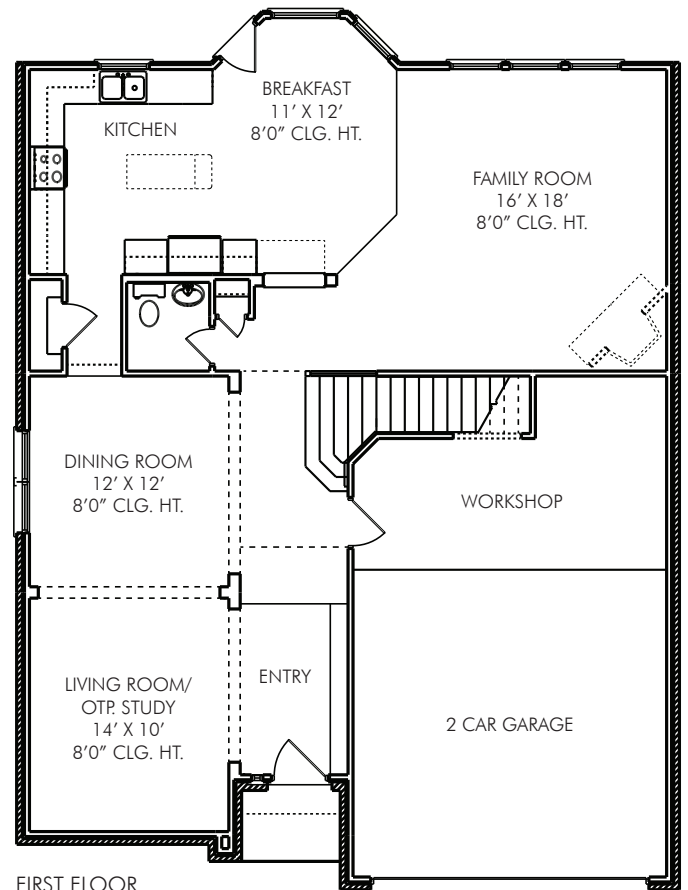 BREAKFAST
11' X 12'
8'0" CLG. HT.
KITCHEN
FAMILY ROOM
16' X 18'
8'0" CLG. HT.
DINING ROOM
12' X 12'
8'0" CLG. HT.
WORKSHOP
LIVING ROOM/
OTP. STUDY
14' X 10'
8'0" CLG. HT.
ENTRY
2 CAR GARAGE
FIRST FLOOR